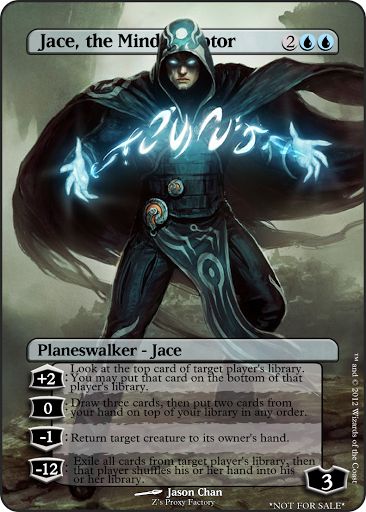 Jace, the Mind ptor 2
Planeswalker - Jace
+2 : Look at the top card of target player's library.
You may put that card on the bottom of that
player's library.
0 : Draw three cards, then put two cards from
your hand on top of your library in any order.
-1 : Return target creature to its owner's hand.
-12 : Exile all cards from target player's library, then
that player shuffles his or her hand into his
or her library.
3
Jason Chan
Z's Proxy Factory
™ and © 2012 Wizards of the Coast
*NOT FOR SALE*